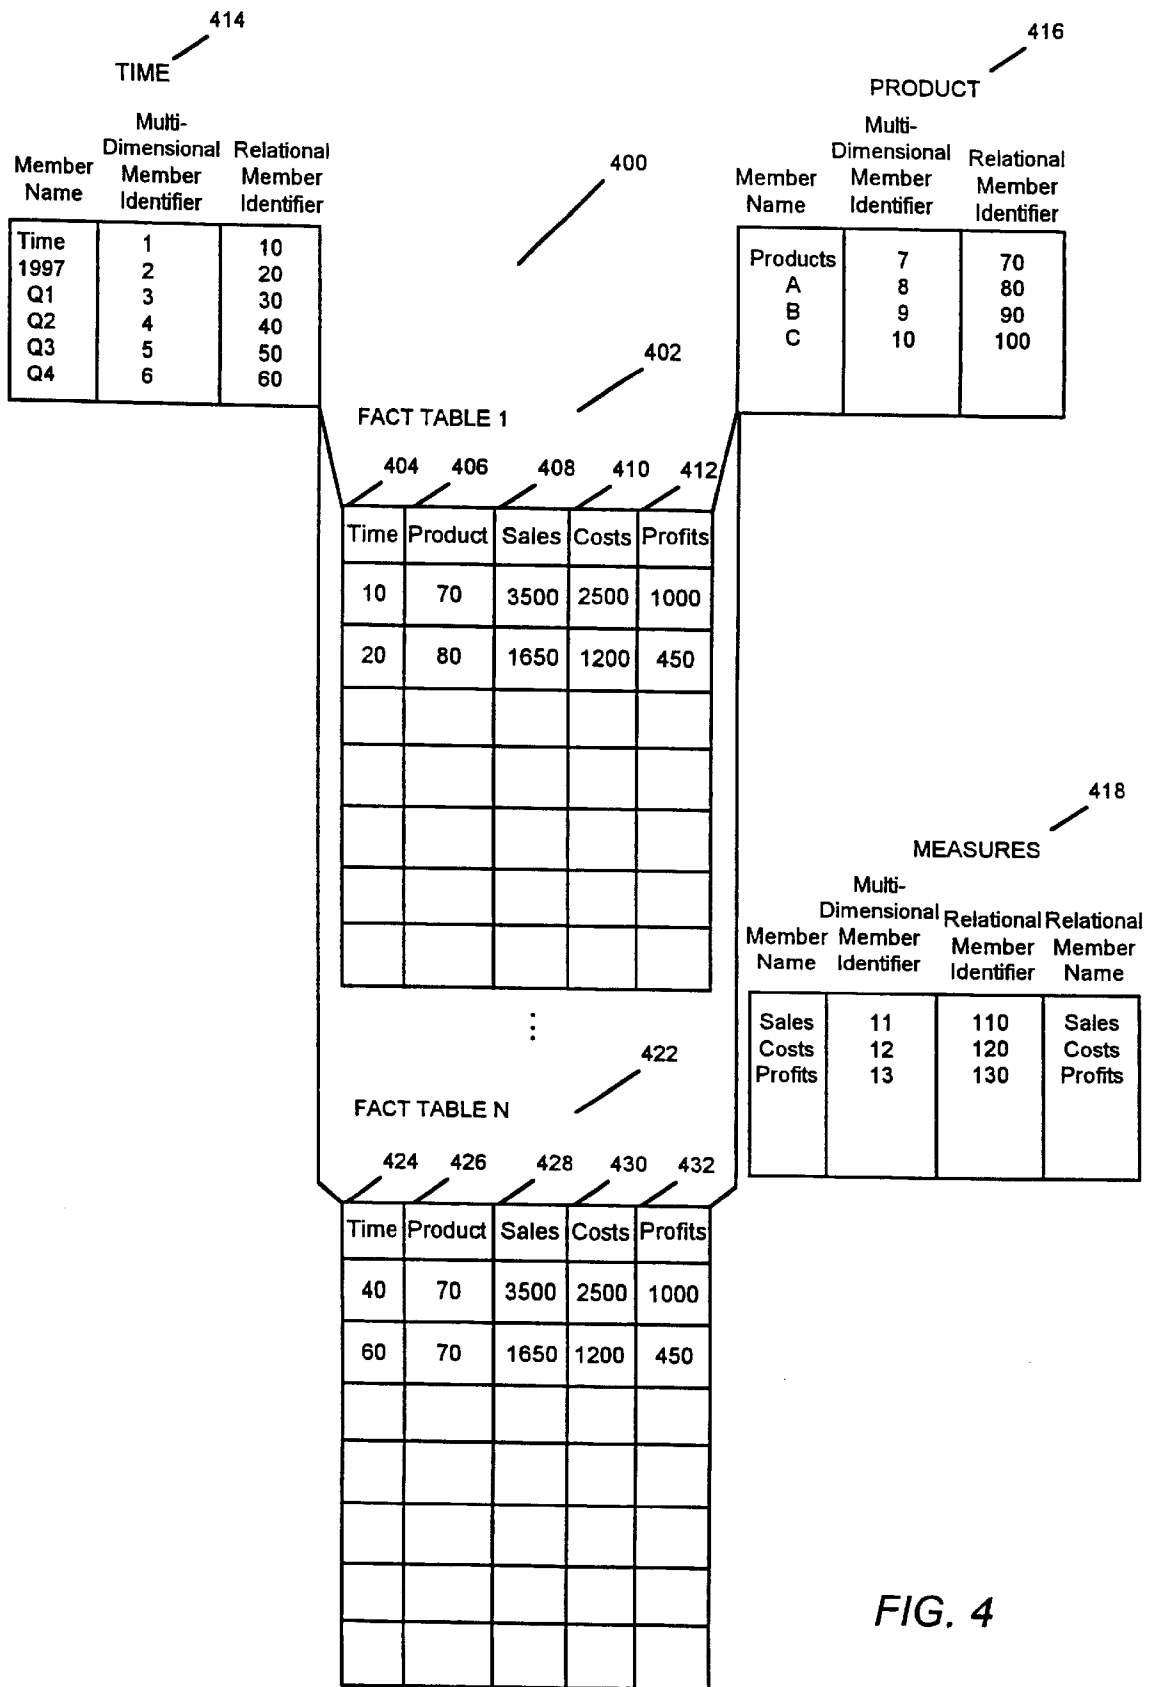 414
TIME
416
PRODUCT
Member Name
Multi-Dimensional Member Identifier
Relational Member Identifier
Time 1 10
1997 2 20
Q1 3 30
Q2 4 40
Q3 5 50
Q4 6 60
400
Member Name
Multi-Dimensional Member Identifier
Relational Member Identifier
Products 7 70
A 8 80
B 9 90
C 10 100
402
FACT TABLE 1
404 406 408 410 412
Time Product Sales Costs Profits
10 70 3500 2500 1000
20 80 1650 1200 450
418
MEASURES
Member Name
Multi-Dimensional Member Identifier
Relational Member Identifier
Relational Member Name
Sales 11 110 Sales
Costs 12 120 Costs
Profits 13 130 Profits
422
FACT TABLE N
424 426 428 430 432
Time Product Sales Costs Profits
40 70 3500 2500 1000
60 70 1650 1200 450
FIG. 4